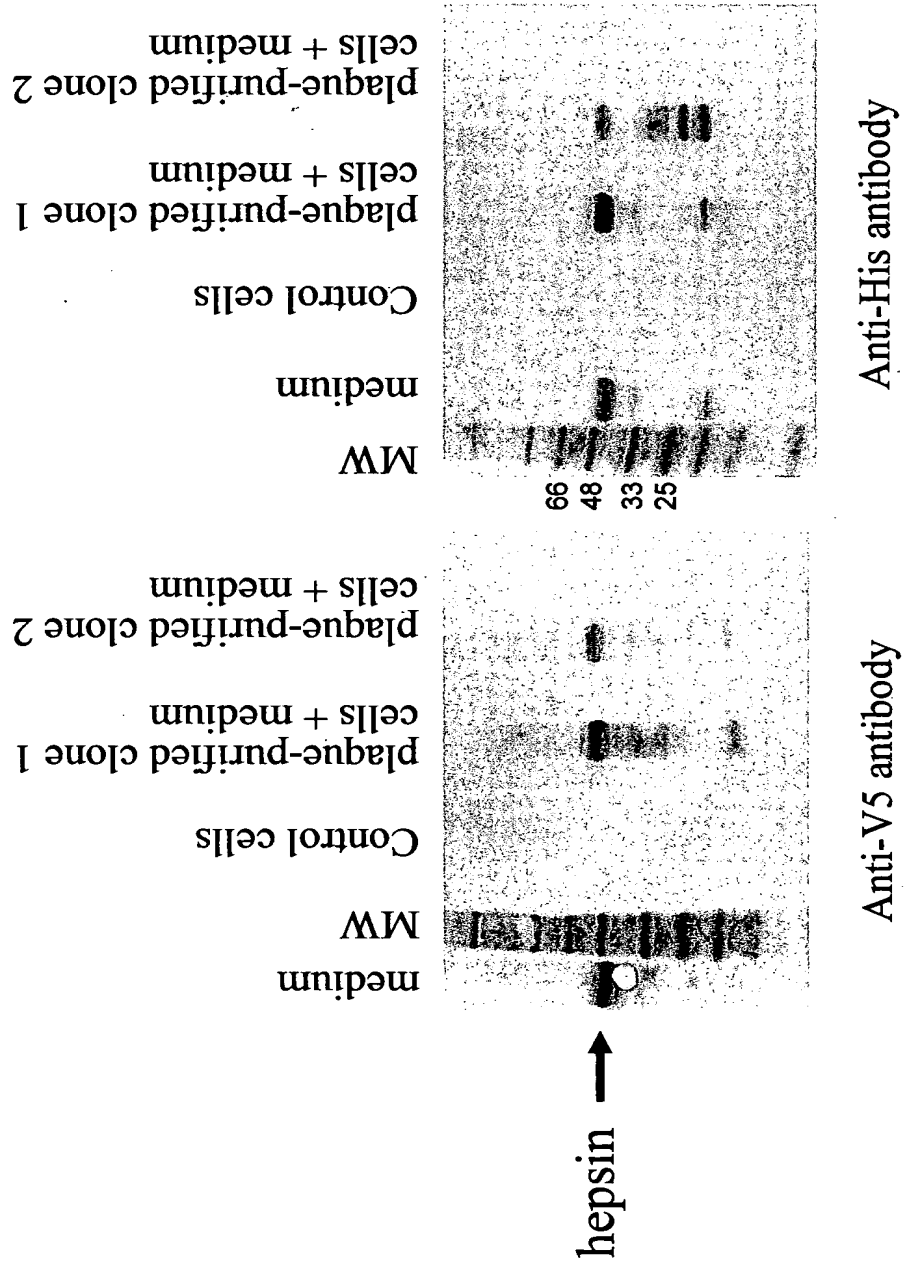 medium
MW
Control cells
plaque-purified clone 1
cells + medium
plaque-purified clone 2
cells + medium
MW
medium
Control cells
plaque-purified clone 1
cells + medium
plaque-purified clone 2
cells + medium
hepsin
66
48
33
25
Anti-V5 antibody
Anti-His antibody